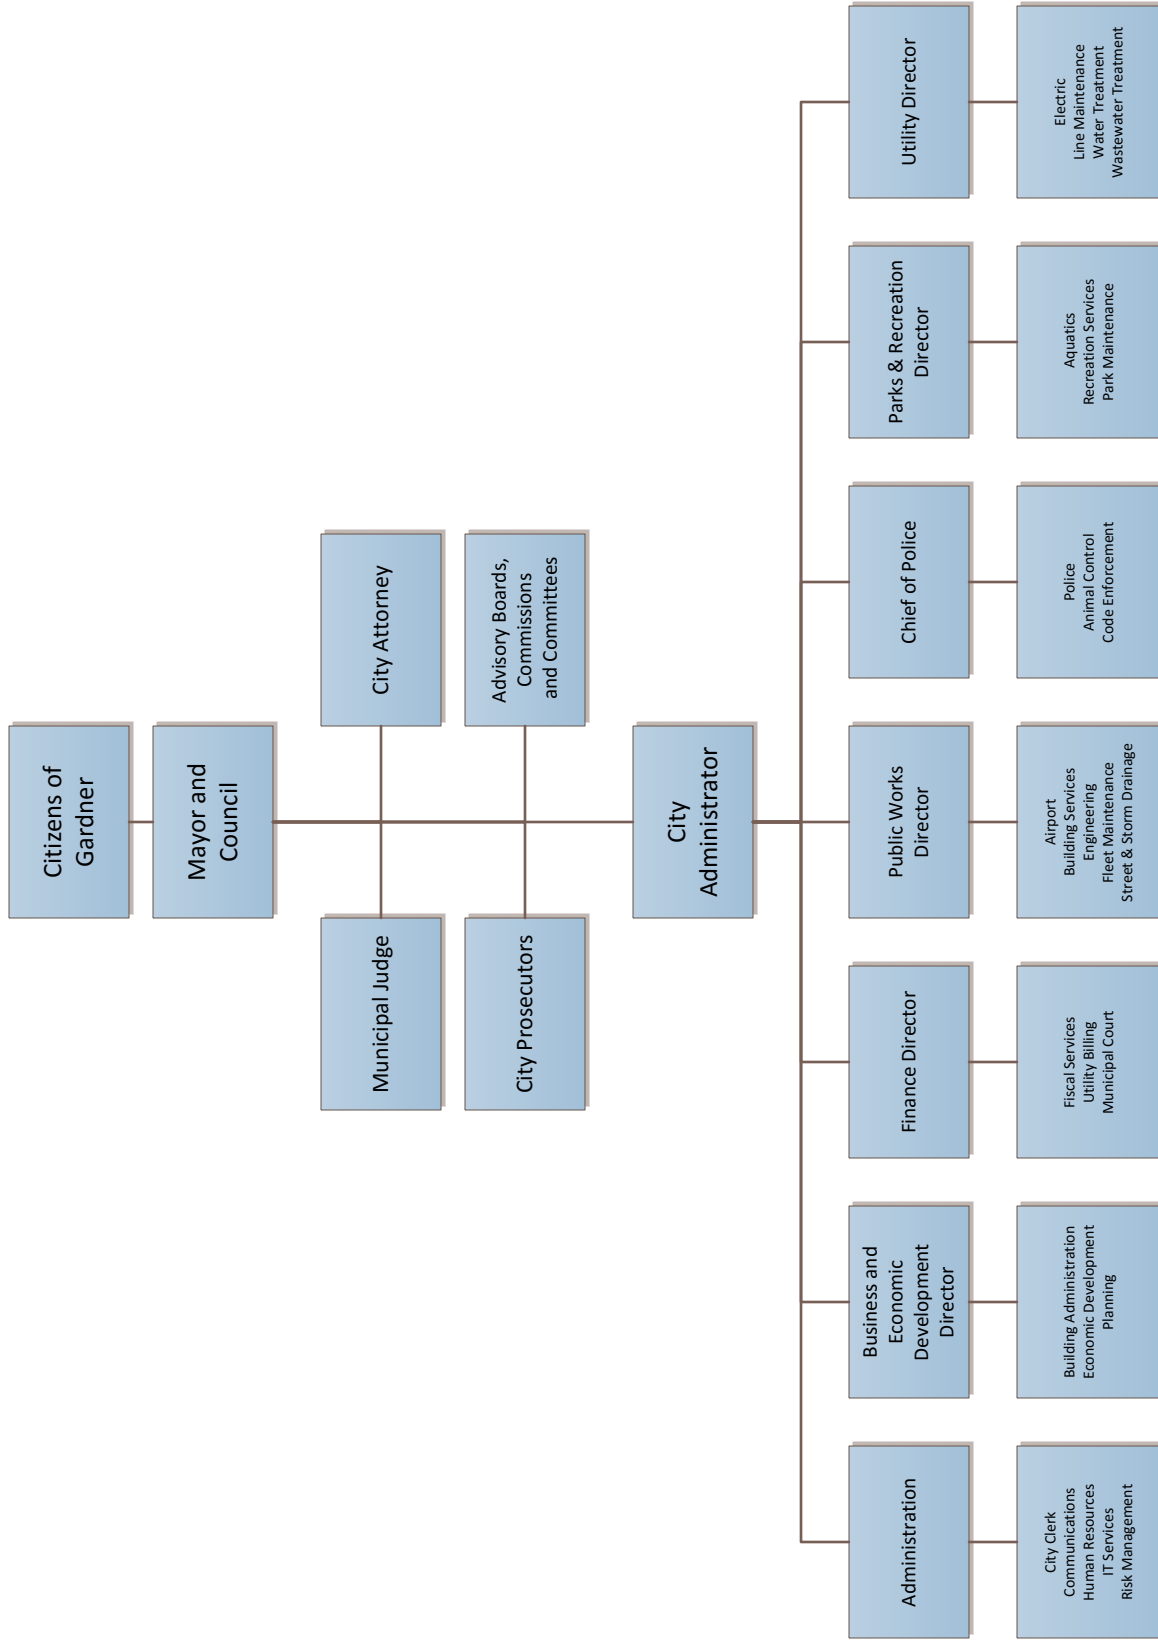 Citizens of
Gardner
Mayor and
Council
Municipal Judge
City Attorney
City Prosecutors
Advisory Boards,
Commissions
and Committees
City
Administrator
Administration
Business and
Economic
Development
Director
Finance Director
Public Works
Director
Chief of Police
Parks & Recreation
Director
Utility Director
City Clerk
Communications
Human Resources
IT Services
Risk Management
Building Administration
Economic Development
Planning
Fiscal Services
Utility Billing
Municipal Court
Airport
Building Services
Engineering
Fleet Maintenance
Street & Storm Drainage
Police
Animal Control
Code Enforcement
Aquatics
Recreation Services
Park Maintenance
Electric
Line Maintenance
Water Treatment
Wastewater Treatment